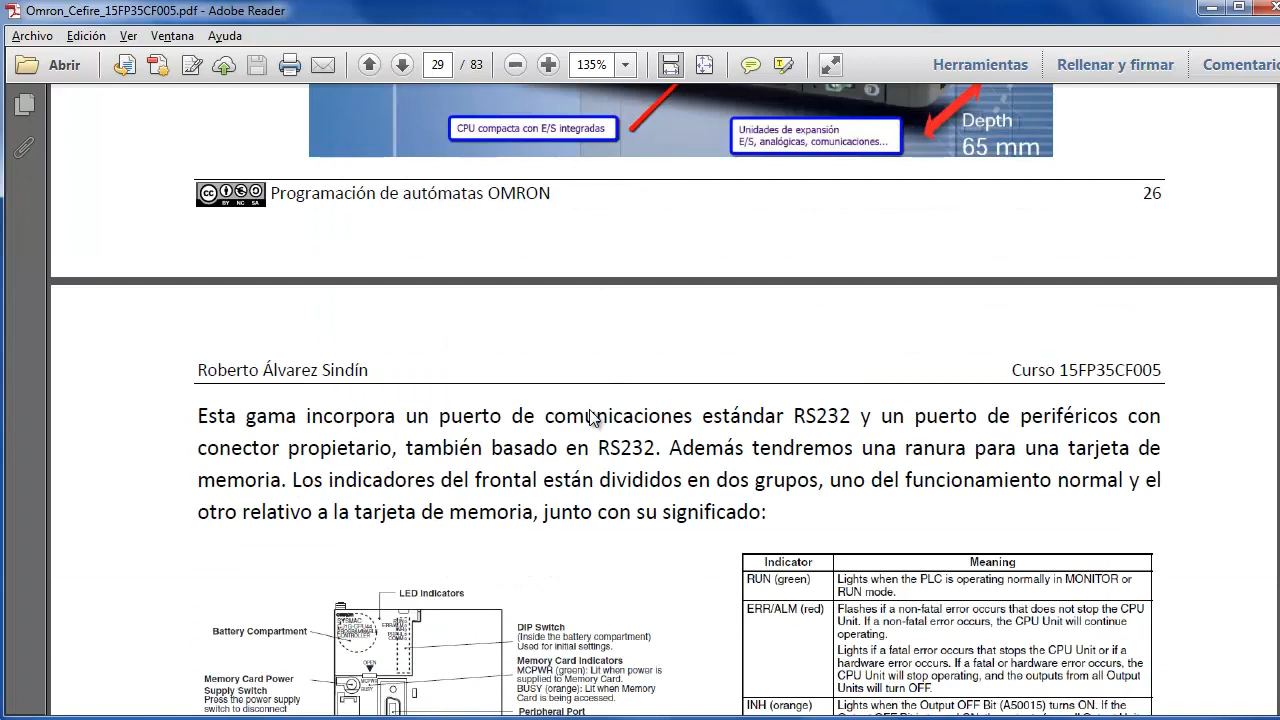 Omron_Cefire_15FP35CF005.pdf - Adobe Reader
Archivo Edición Ver Ventana Ayuda
Abrir 29 / 83 135% Herramientas Rellenar y firmar Comentario
CPU compacta con E/S integradas
Unidades de expansión
E/S, analógicas, comunicaciones...
Depth
65 mm
Programación de autómatas OMRON 26
Roberto Álvarez Sindín Curso 15FP35CF005
Esta gama incorpora un puerto de comunicaciones estándar RS232 y un puerto de periféricos con
conector propietario, también basado en RS232. Además tendremos una ranura para una tarjeta de
memoria. Los indicadores del frontal están divididos en dos grupos, uno del funcionamiento normal y el
otro relativo a la tarjeta de memoria, junto con su significado:
LED Indicators
Battery Compartment
DIP Switch
(Inside the battery compartment)
Used for initial settings.
Memory Card Indicators
MCPWR (green): Lit when power is
supplied to Memory Card.
BUSY (orange): Lit when Memory
Card is being accessed.
Peripheral Port
Memory Card Power
Supply Switch
Press the power supply
switch to disconnect
OPEN
MCPWR
BUSY
Indicator Meaning
RUN (green) Lights when the PLC is operating normally in MONITOR or
RUN mode.
ERR/ALM (red) Flashes if a non-fatal error occurs that does not stop the CPU
Unit. If a non-fatal error occurs, the CPU Unit will continue
operating.
Lights if a fatal error occurs that stops the CPU Unit or if a
hardware error occurs. If a fatal or hardware error occurs, the
CPU Unit will stop operating, and the outputs from all Output
Units will turn OFF.
INH (orange) Lights when the Output OFF Bit (A50015) turns ON. If the